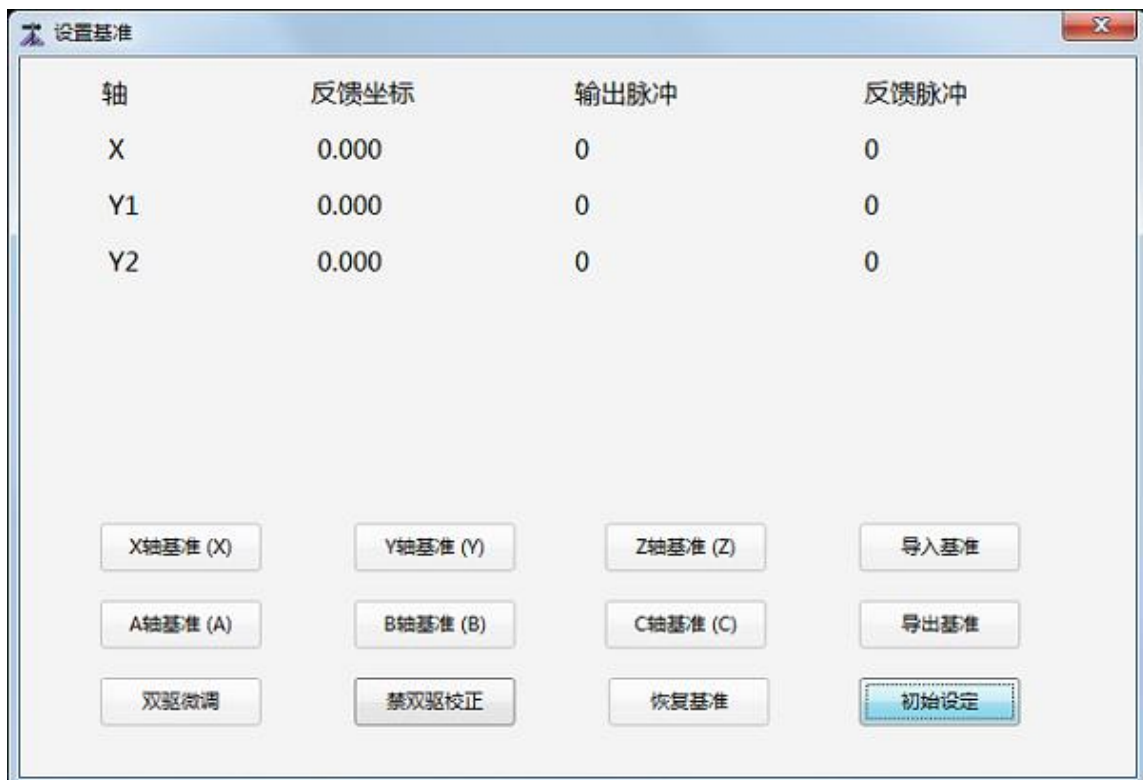 设置基准
轴 反馈坐标 输出脉冲 反馈脉冲
X 0.000 0 0
Y1 0.000 0 0
Y2 0.000 0 0
X轴基准 (X) Y轴基准 (Y) Z轴基准 (Z) 导入基准
A轴基准 (A) B轴基准 (B) C轴基准 (C) 导出基准
双驱微调 禁双驱校正 恢复基准 初始设定